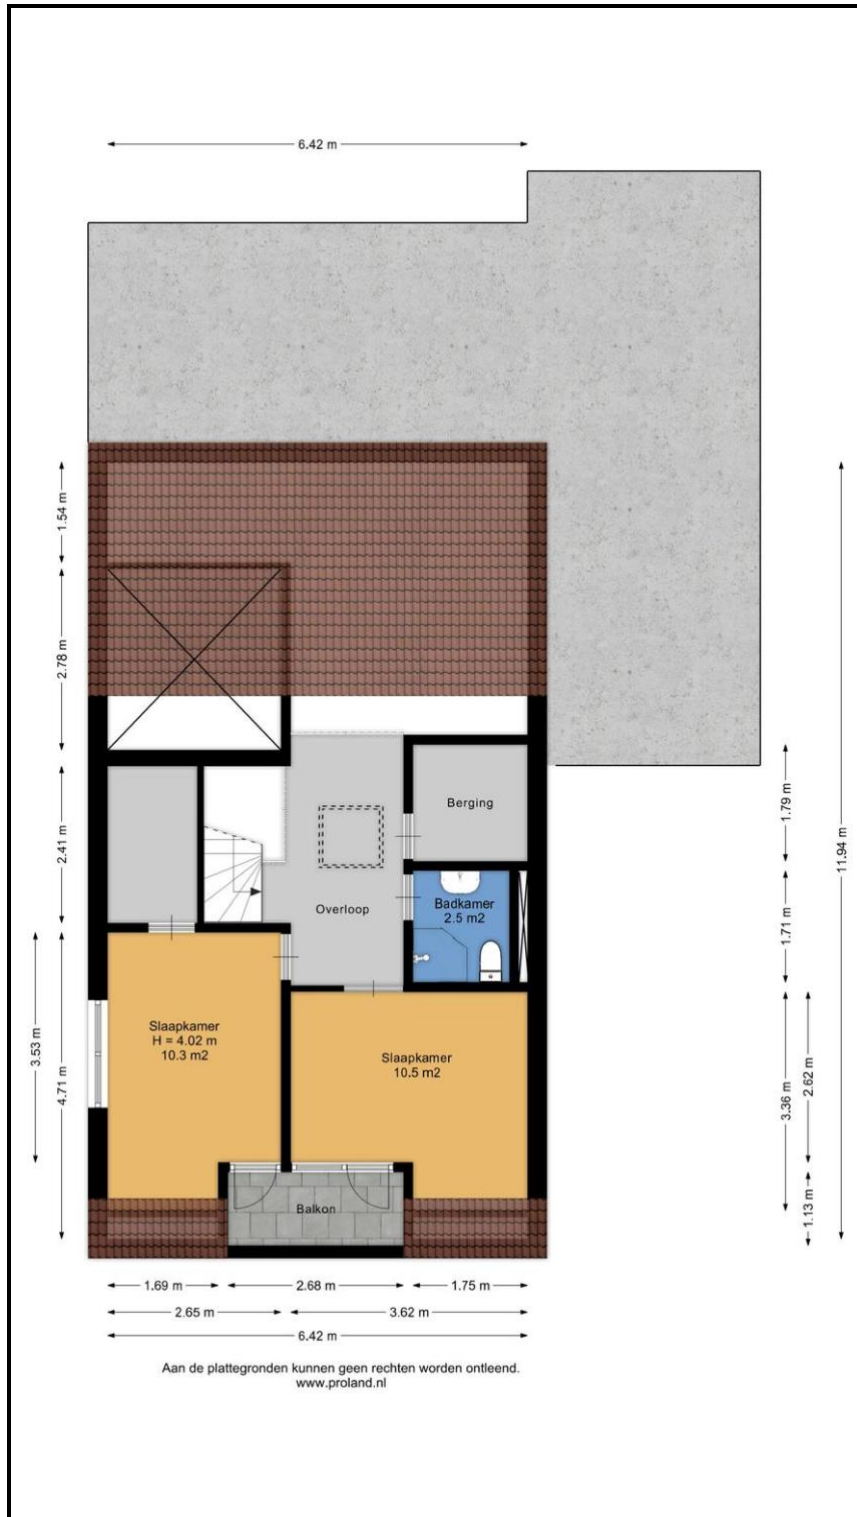 6.42 m
1.54 m
2.78 m
2.41 m
3.53 m
4.71 m
11.94 m
1.79 m
1.71 m
3.36 m
2.62 m
1.13 m
Berging
Overloop
Badkamer
2.5 m2
Slaapkamer
H = 4.02 m
10.3 m2
Slaapkamer
10.5 m2
Balkon
1.69 m
2.68 m
1.75 m
2.65 m
3.62 m
6.42 m
Aan de plattegronden kunnen geen rechten worden ontleend.
www.proland.nl